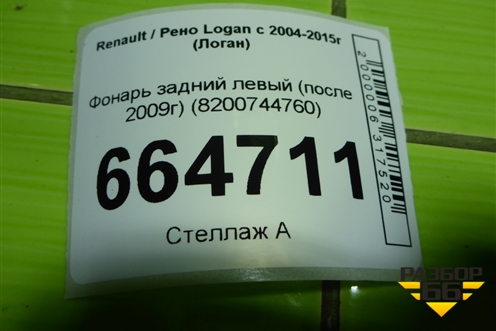 Renault / Рено Logan с 2004-2015г
(Логан)
Фонарь задний левый (после
2009г) (8200744760)
664711
Стеллаж А
2000006317520
РАЗБОР
66